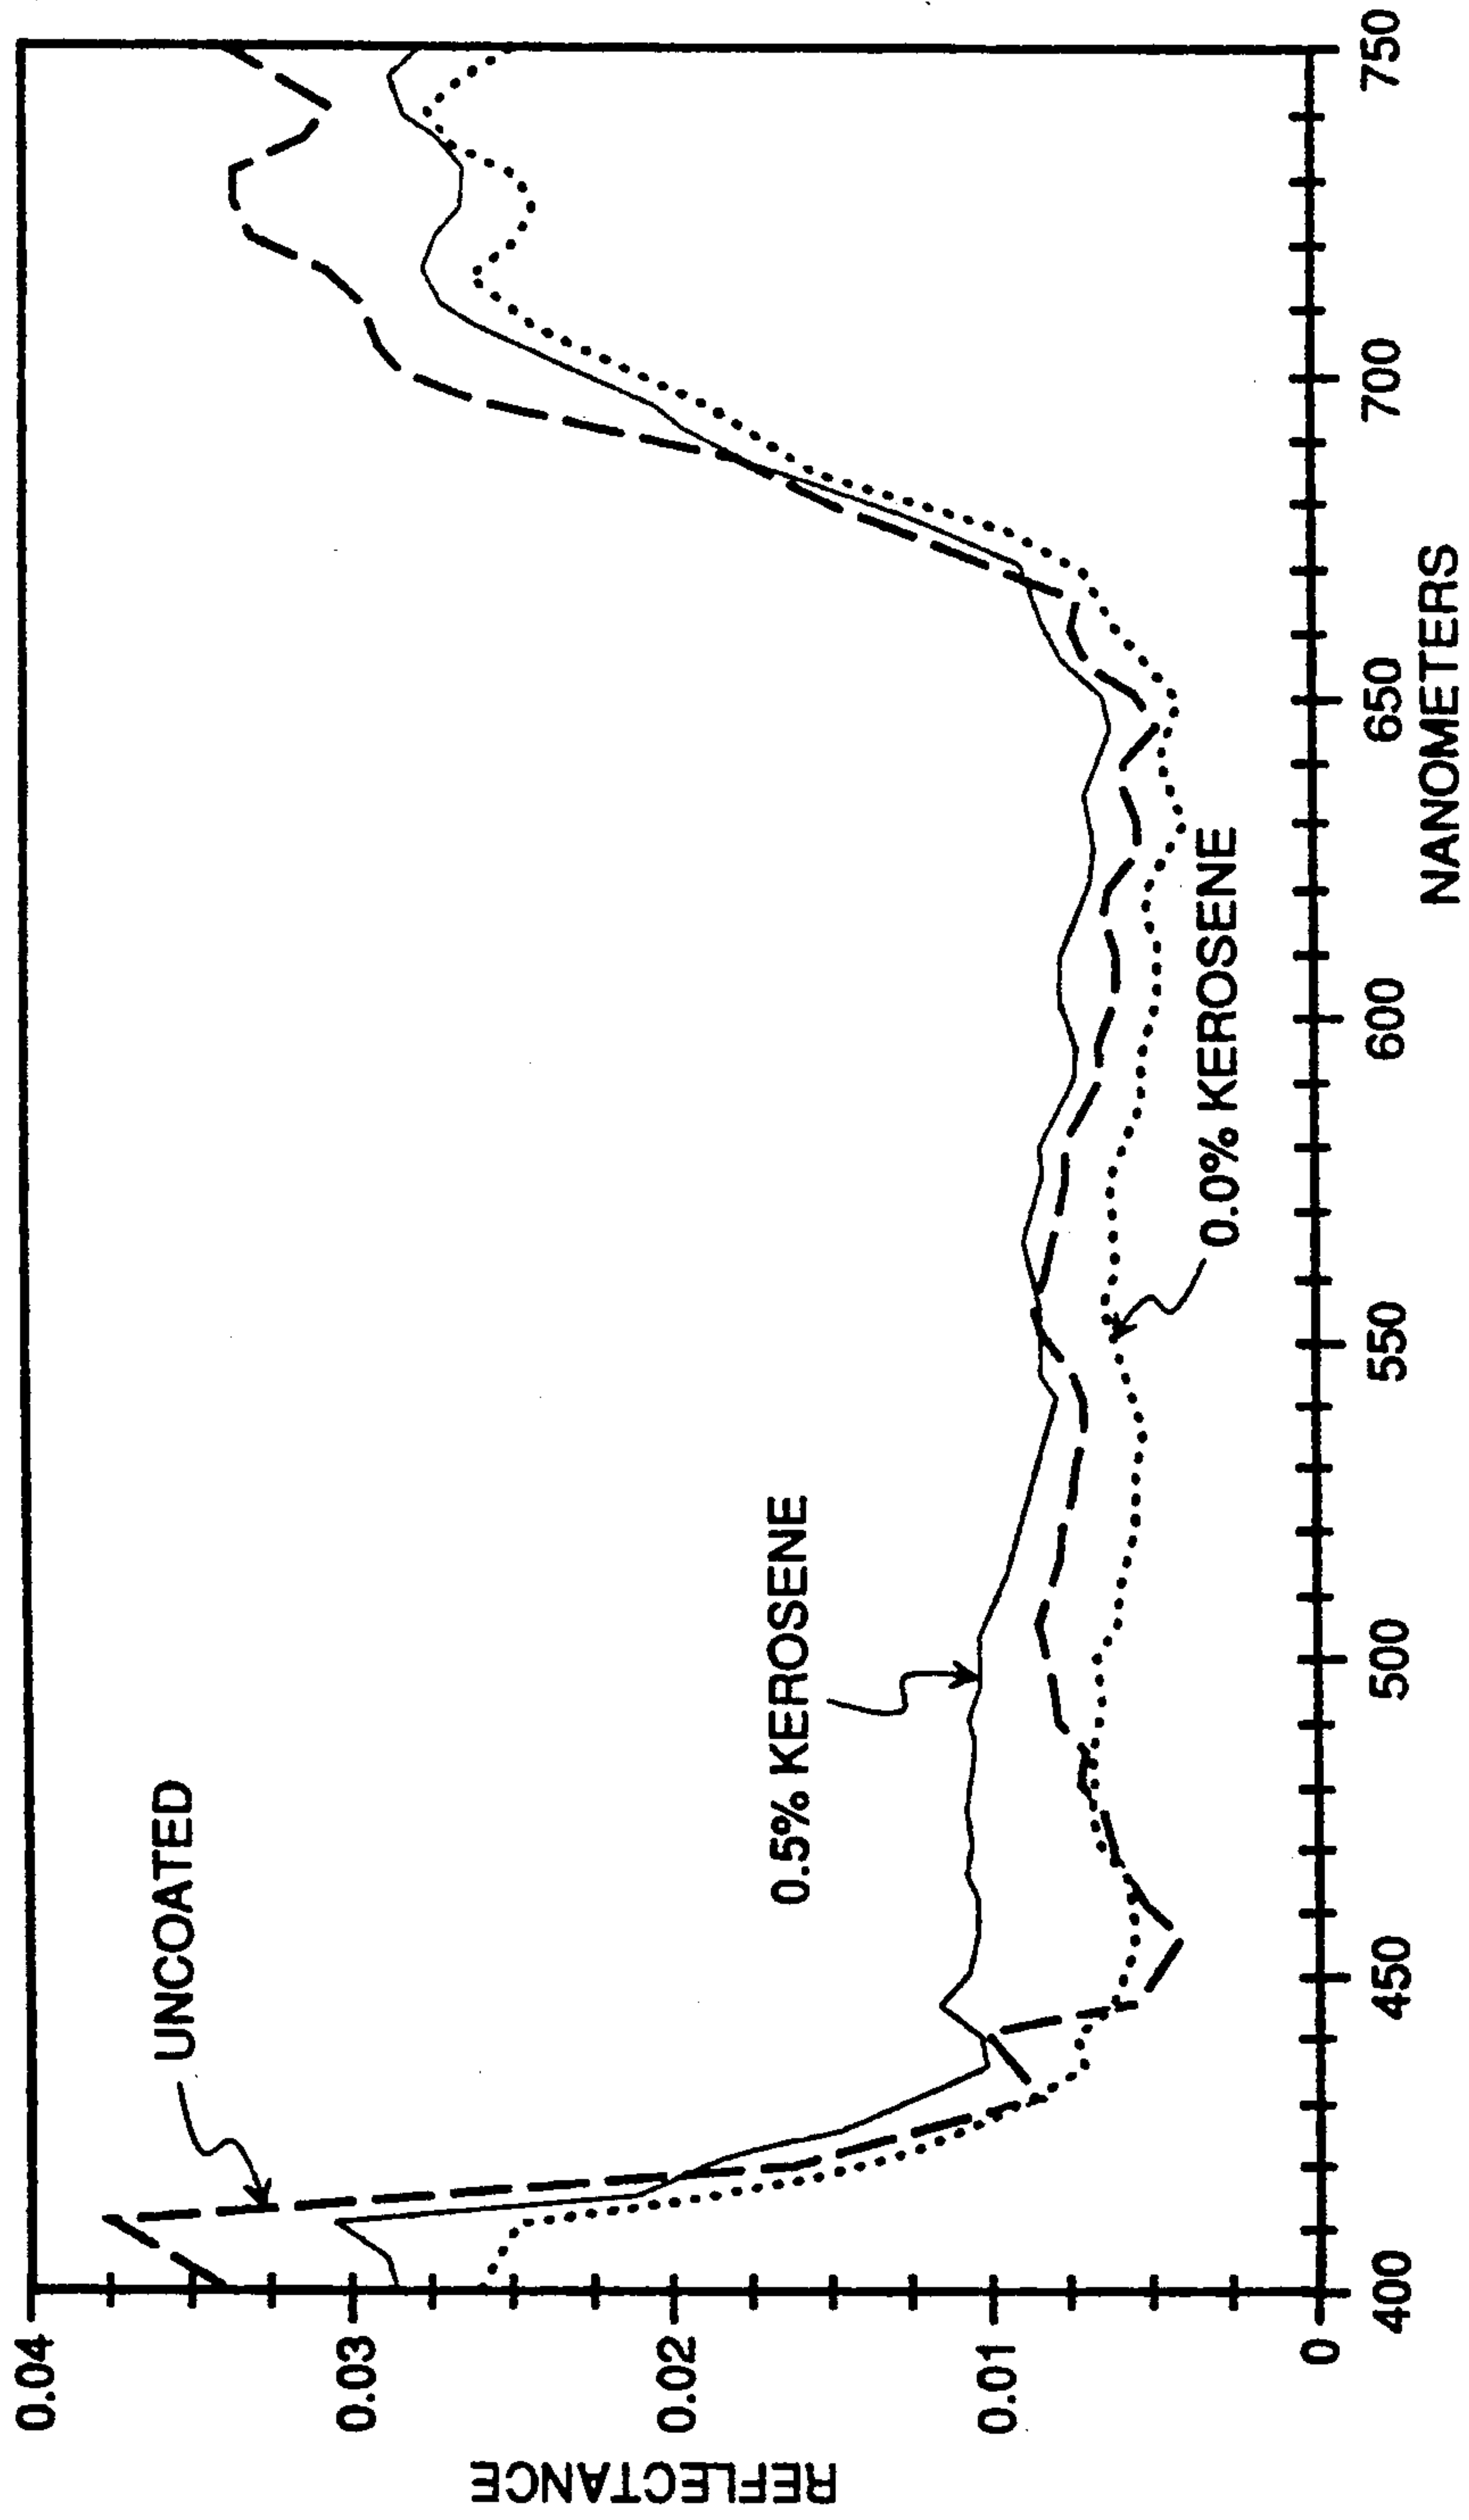 REFLECTANCE
0.04
0.03
0.02
0.01
0
UNCOATED
0.5% KEROSENE
0.0% KEROSENE
400
450
500
550
600
650
700
750
NANOMETERS